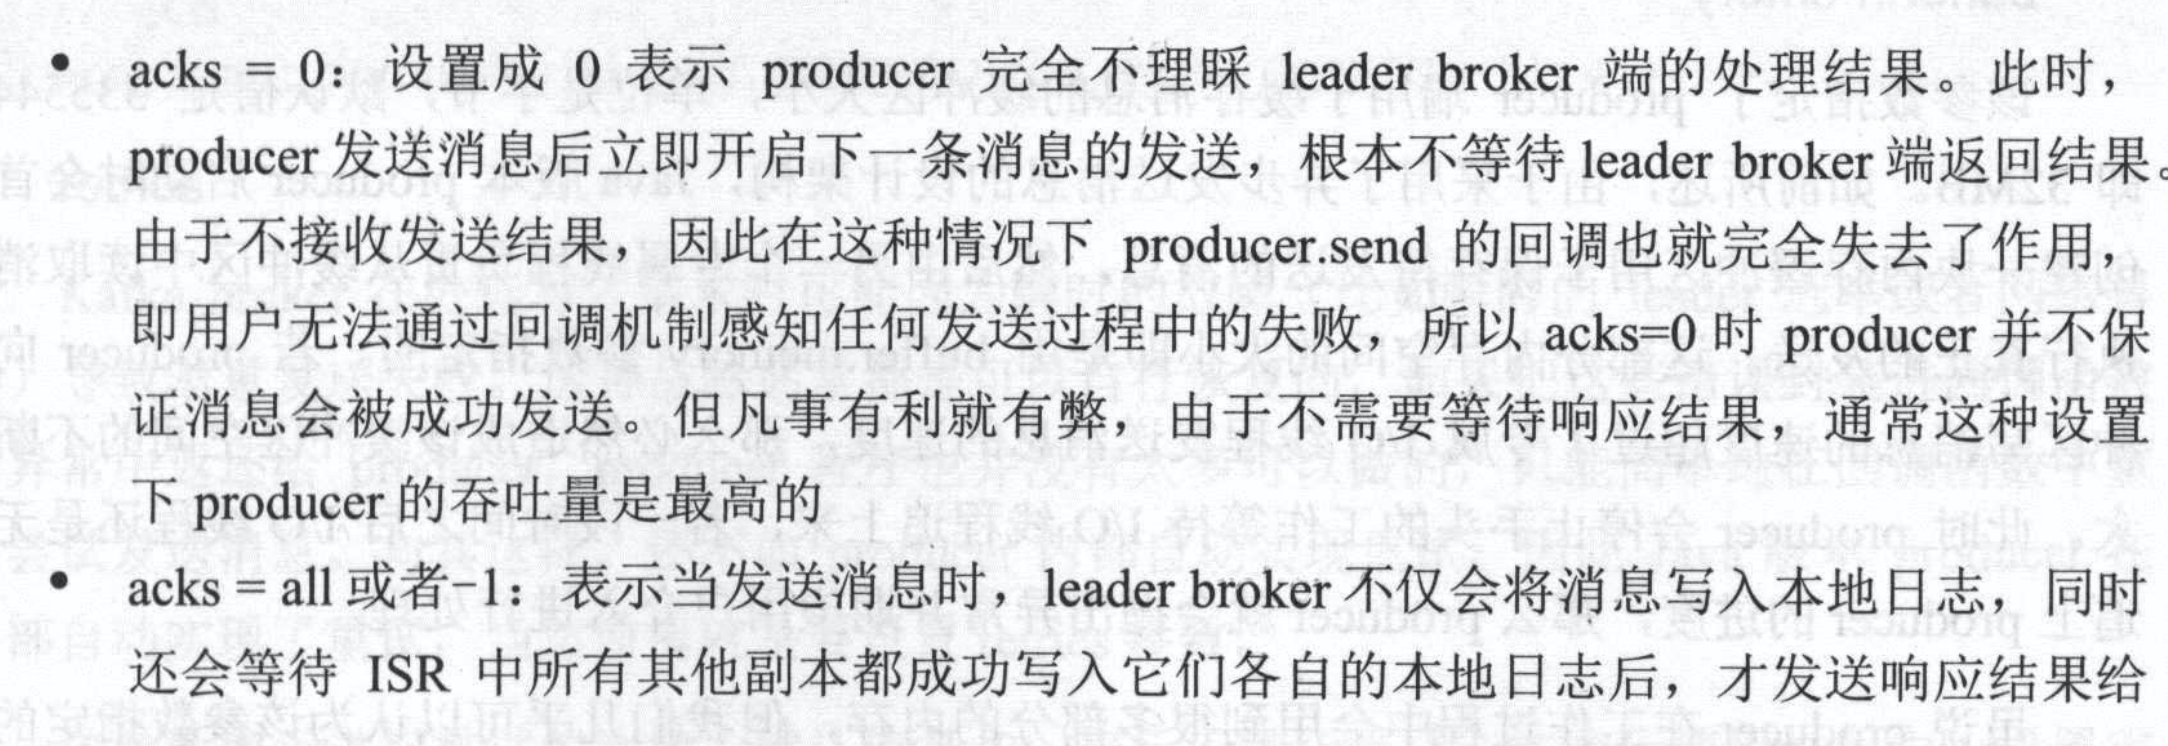 • acks = 0：设置成 0 表示 producer 完全不理睬 leader broker 端的处理结果。此时，
producer 发送消息后立即开启下一条消息的发送，根本不等待 leader broker 端返回结果。
由于不接收发送结果，因此在这种情况下 producer.send 的回调也就完全失去了作用，
即用户无法通过回调机制感知任何发送过程中的失败，所以 acks=0 时 producer 并不保
证消息会被成功发送。但凡事有利就有弊，由于不需要等待响应结果，通常这种设置
下 producer 的吞吐量是最高的
• acks = all 或者-1：表示当发送消息时，leader broker 不仅会将消息写入本地日志，同时
还会等待 ISR 中所有其他副本都成功写入它们各自的本地日志后，才发送响应结果给